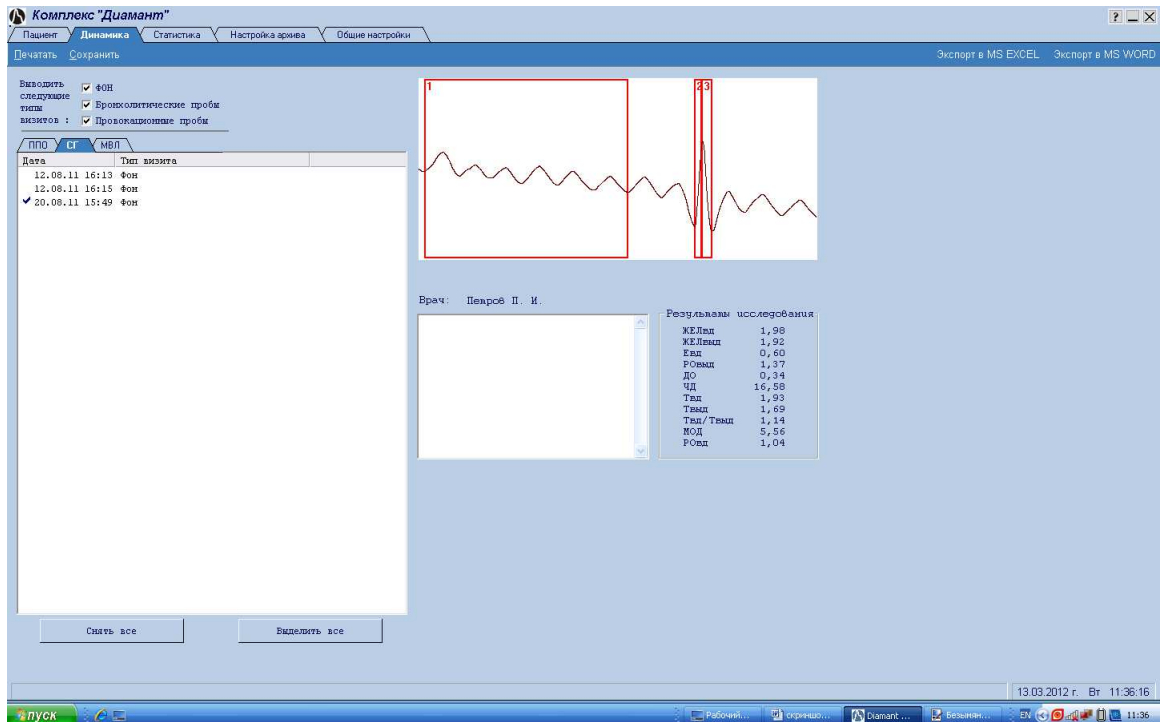 Комплекс "Диамант"
? _ X
Пациент Динамика Статистика Настройка архива Общие настройки
Печатать Сохранить Экспорт в MS EXCEL Экспорт в MS WORD
Выводить
следующие
типы
визитов :
ФОН
Бронхолитические пробы
Провокационные пробы
ППО СГ МВЛ
Дата Тип визита
12.08.11 16:13 Фон
12.08.11 16:15 Фон
20.08.11 15:49 Фон
1 2 3
Врач: Петров П. И.
Результаты исследования
ЖЕЛвд 1,98
ЖЕЛвыд 1,92
Евд 0,60
РОвыд 1,37
ДО 0,34
ЧД 16,58
Твд 1,93
Твыд 1,69
Твд/Твыд 1,14
МОД 5,56
РОвд 1,04
Снять все Выделить все
13.03.2012 г. Вт 11:36:16
пуск Рабочий... скриншо... Diamant ... Безымян... EN 11:36